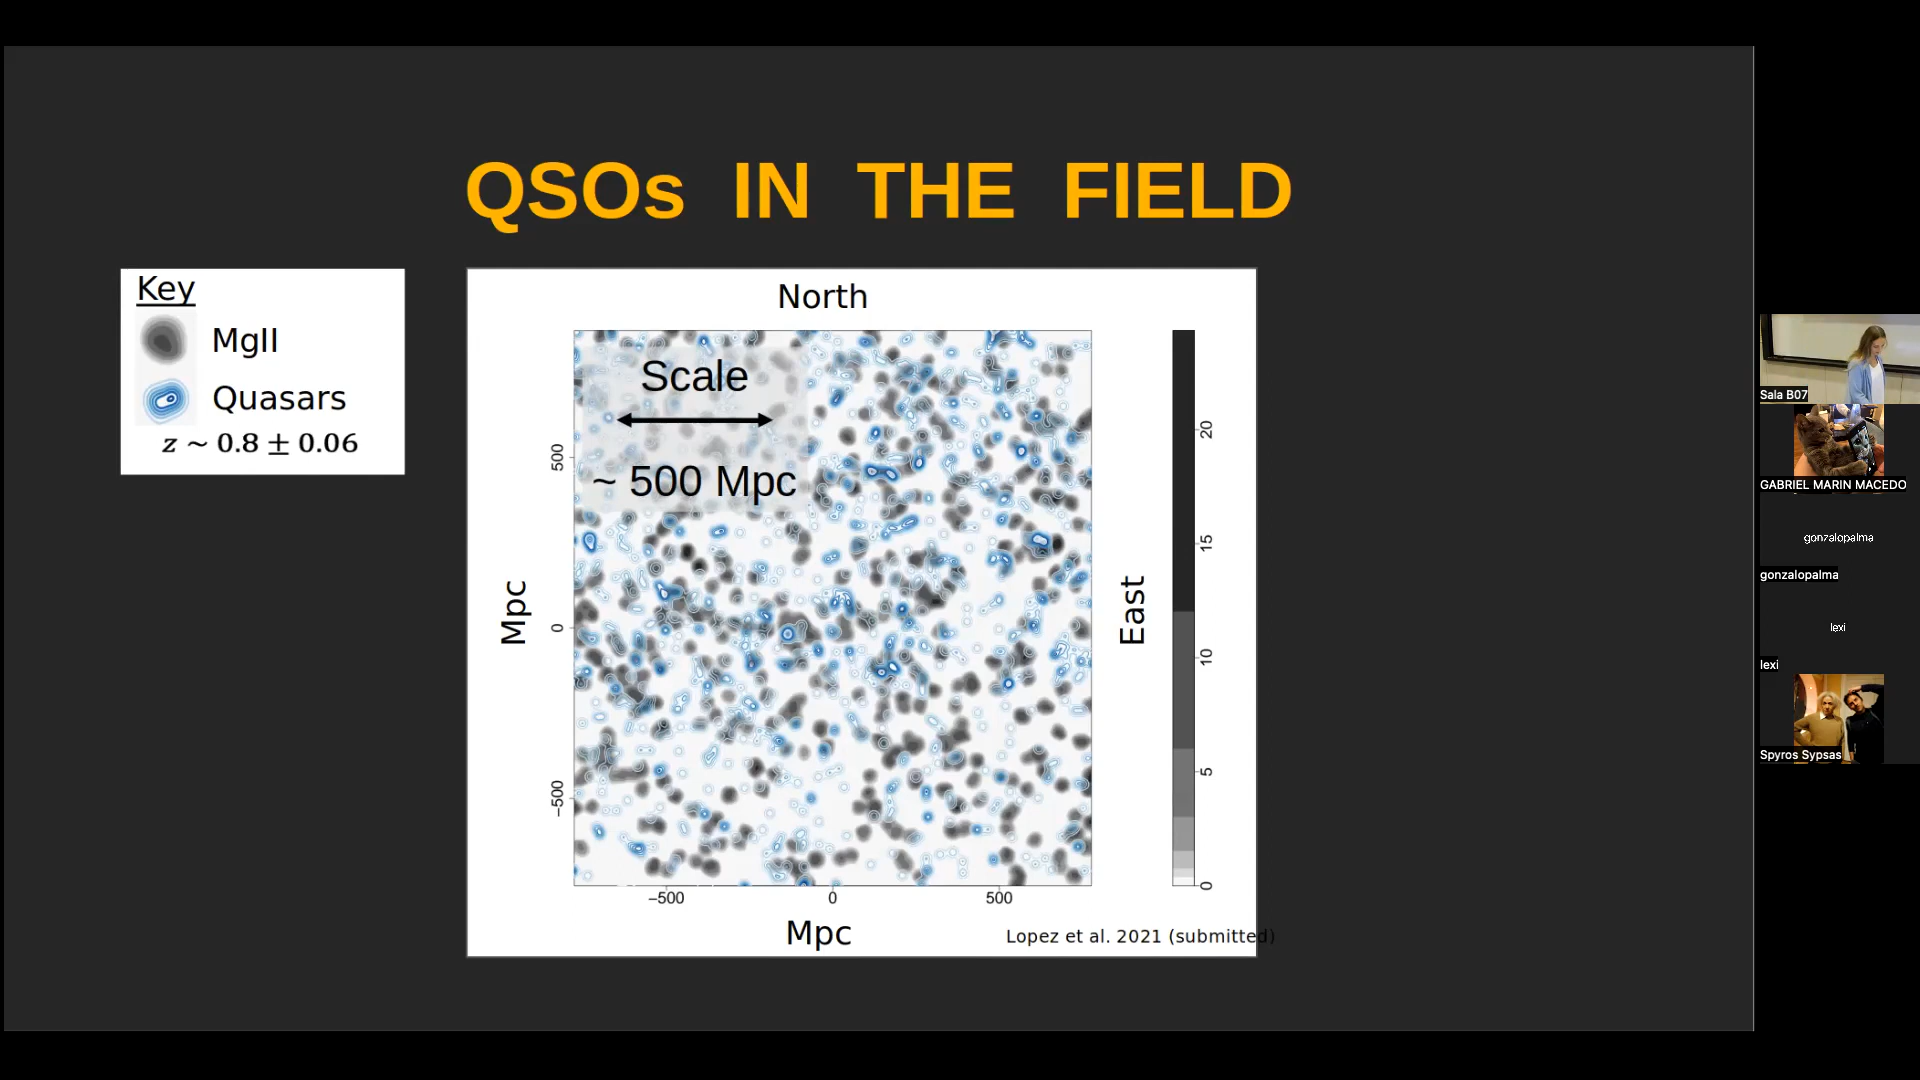 QSOs IN THE FIELD
Key
MgII
Quasars
z ~ 0.8 ± 0.06
North
Scale
~ 500 Mpc
Mpc
500
0
−500
East
20
15
10
5
0
−500
0
500
Mpc
Lopez et al. 2021 (submitted)
Sala B07
GABRIEL MARIN MACEDO
gonzalopalma
gonzalopalma
lexi
lexi
Spyros Sypsas